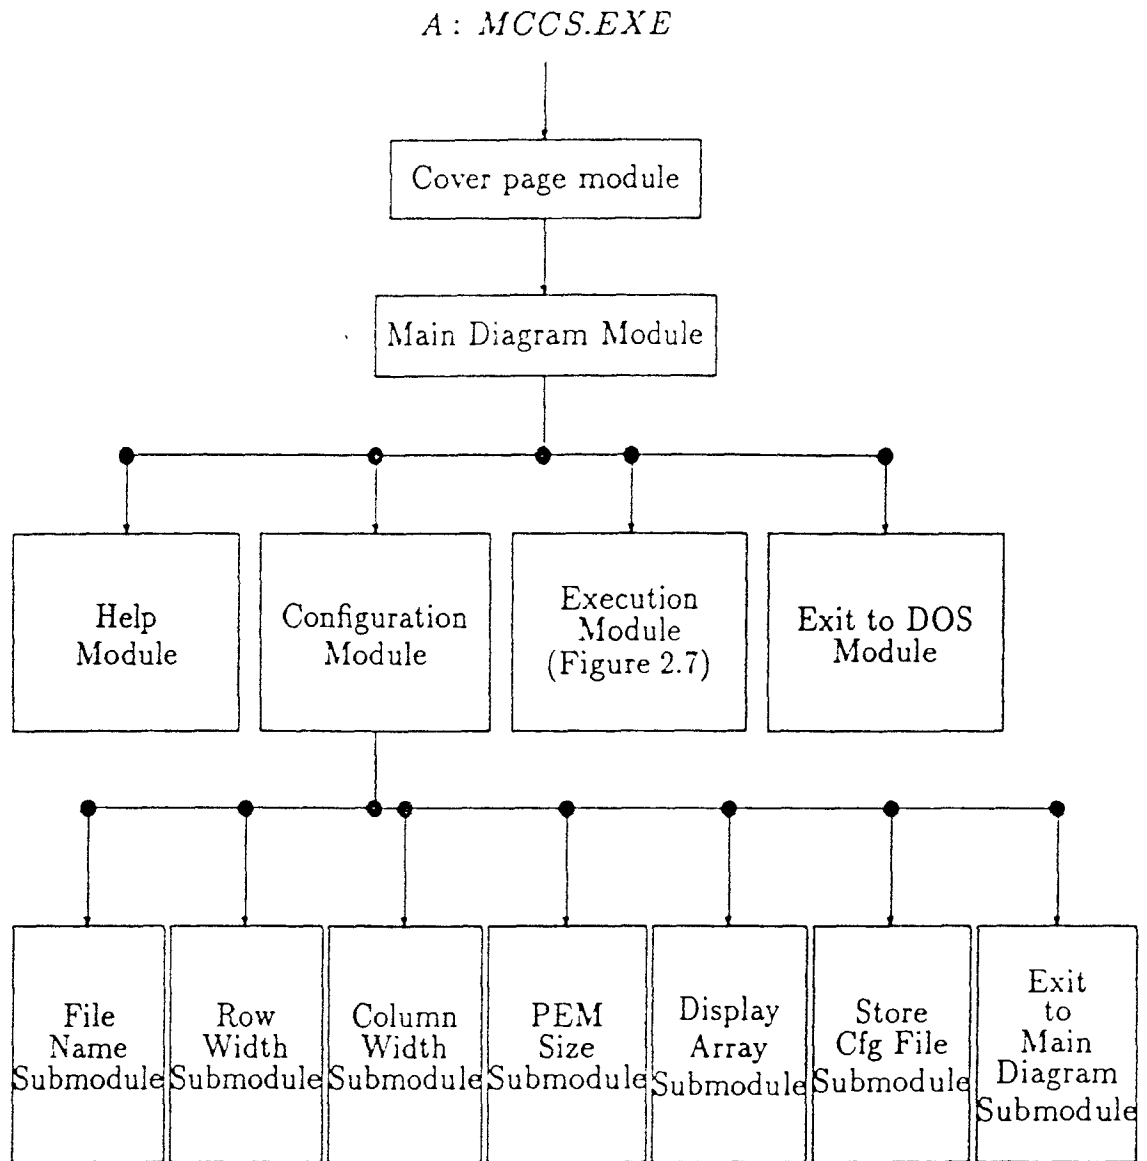 A: MCCS.EXE
Cover page module
Main Diagram Module
Help
Module
Configuration
Module
Execution
Module
(Figure 2.7)
Exit to DOS
Module
File
Name
Submodule
Row
Width
Submodule
Column
Width
Submodule
PEM
Size
Submodule
Display
Array
Submodule
Store
Cfg File
Submodule
Exit
to
Main
Diagram
Submodule